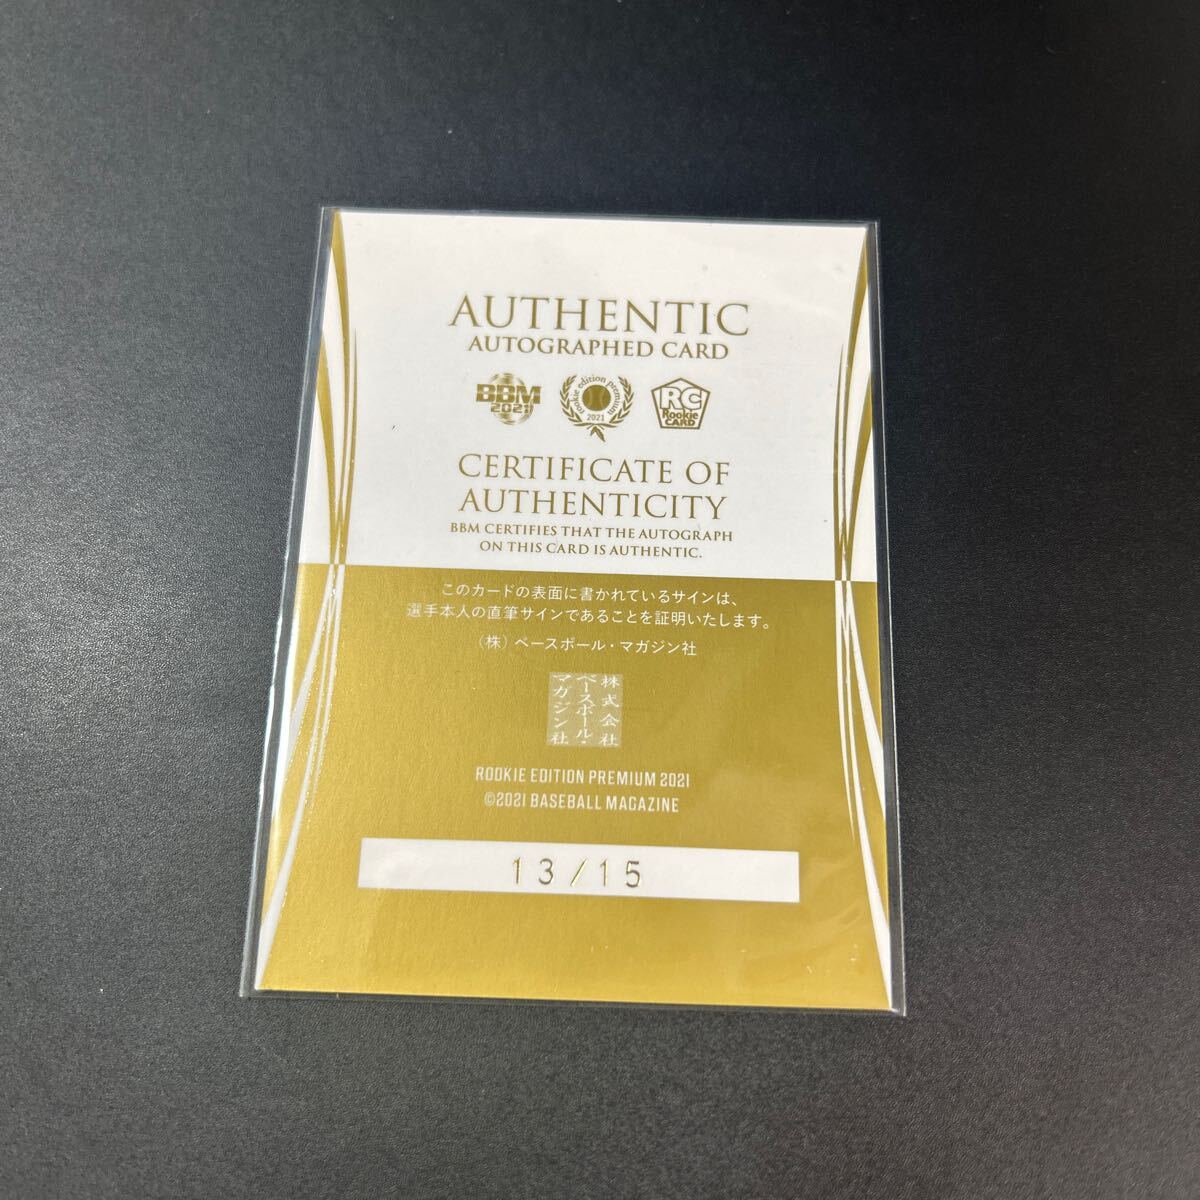 AUTHENTIC
AUTOGRAPHED CARD
BBM
2021
rookie edition premium
2021
RC
Rookie
CARD
CERTIFICATE OF
AUTHENTICITY
BBM CERTIFIES THAT THE AUTOGRAPH
ON THIS CARD IS AUTHENTIC.
このカードの表面に書かれているサインは、
選手本人の直筆サインであることを証明いたします。
（株）ベースボール・マガジン社
株式会社
ベースボール・
マガジン社
ROOKIE EDITION PREMIUM 2021
©2021 BASEBALL MAGAZINE
13/15